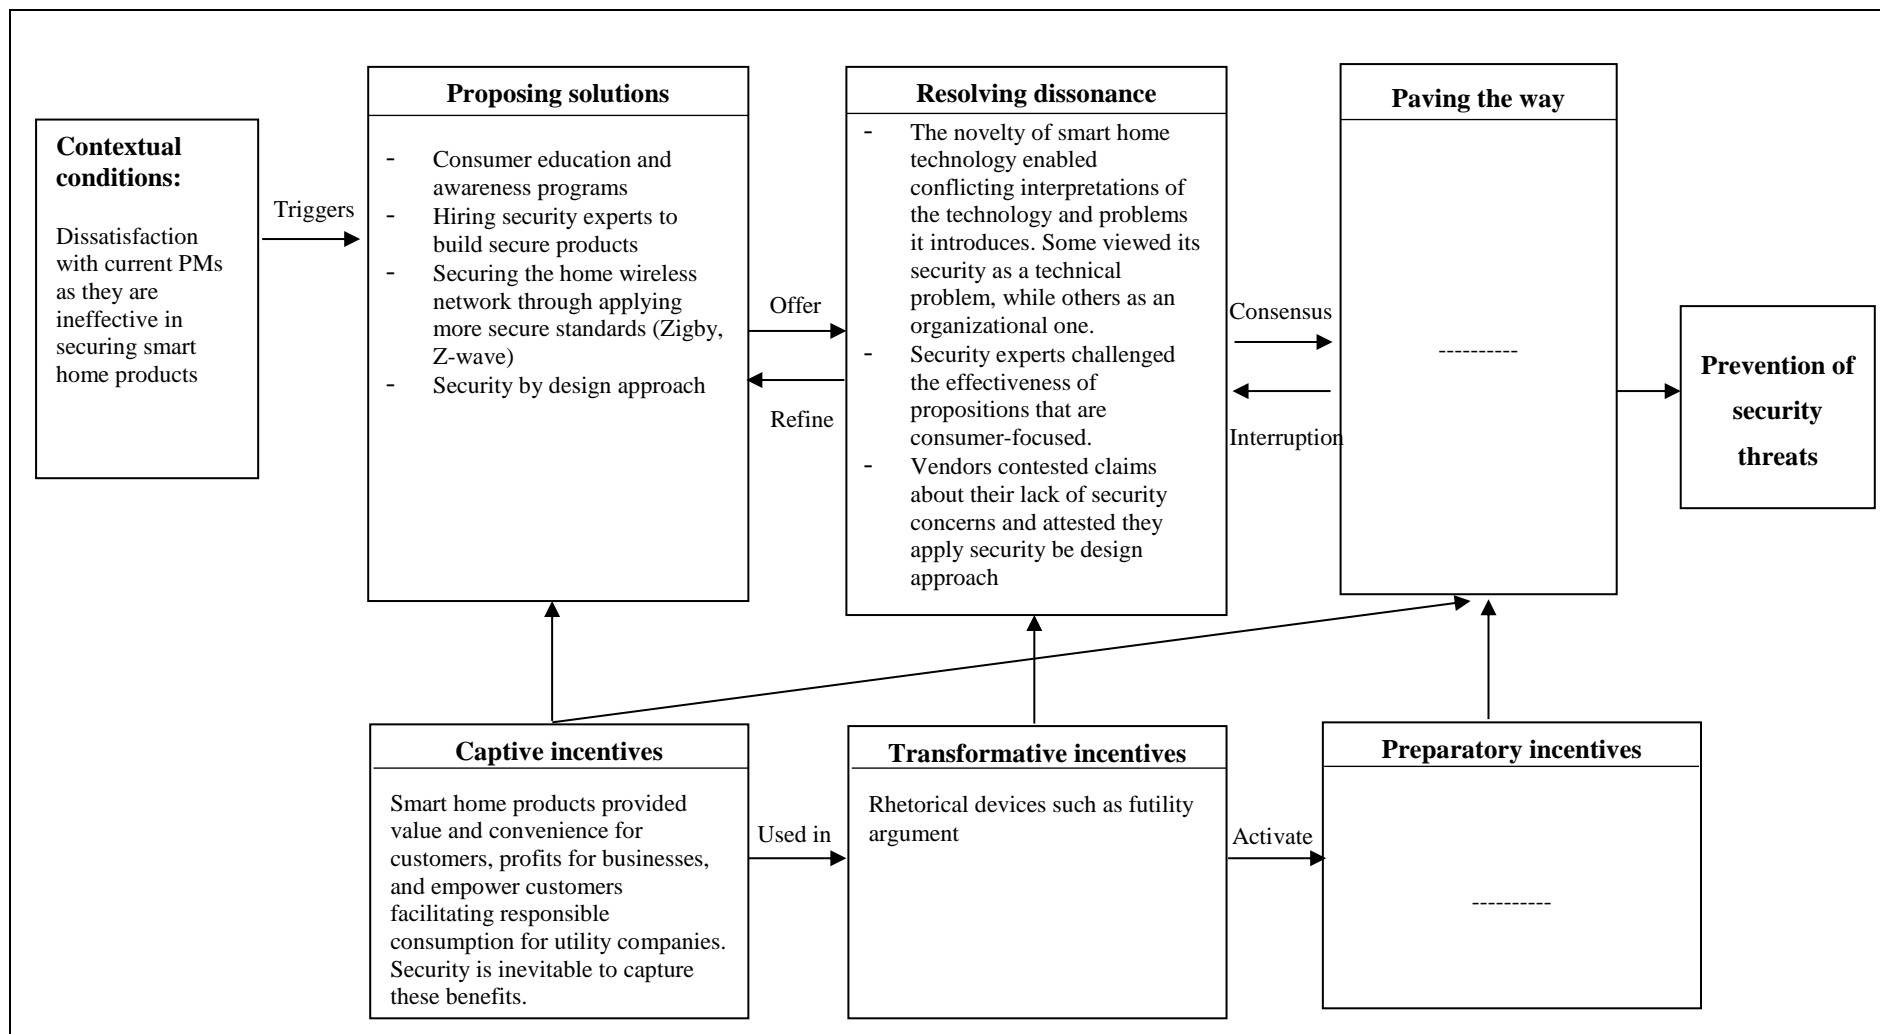 Contextual
conditions:
Dissatisfaction
with current PMs
as they are
ineffective in
securing smart
home products
Triggers
Proposing solutions
- Consumer education and
awareness programs
- Hiring security experts to
build secure products
- Securing the home wireless
network through applying
more secure standards (Zigby,
Z-wave)
- Security by design approach
Offer
Refine
Resolving dissonance
- The novelty of smart home
technology enabled
conflicting interpretations of
the technology and problems
it introduces. Some viewed its
security as a technical
problem, while others as an
organizational one.
- Security experts challenged
the effectiveness of
propositions that are
consumer-focused.
- Vendors contested claims
about their lack of security
concerns and attested they
apply security be design
approach
Consensus
Interruption
Paving the way
----------
Prevention of
security
threats
Captive incentives
Smart home products provided
value and convenience for
customers, profits for businesses,
and empower customers
facilitating responsible
consumption for utility companies.
Security is inevitable to capture
these benefits.
Used in
Transformative incentives
Rhetorical devices such as futility
argument
Activate
Preparatory incentives
----------